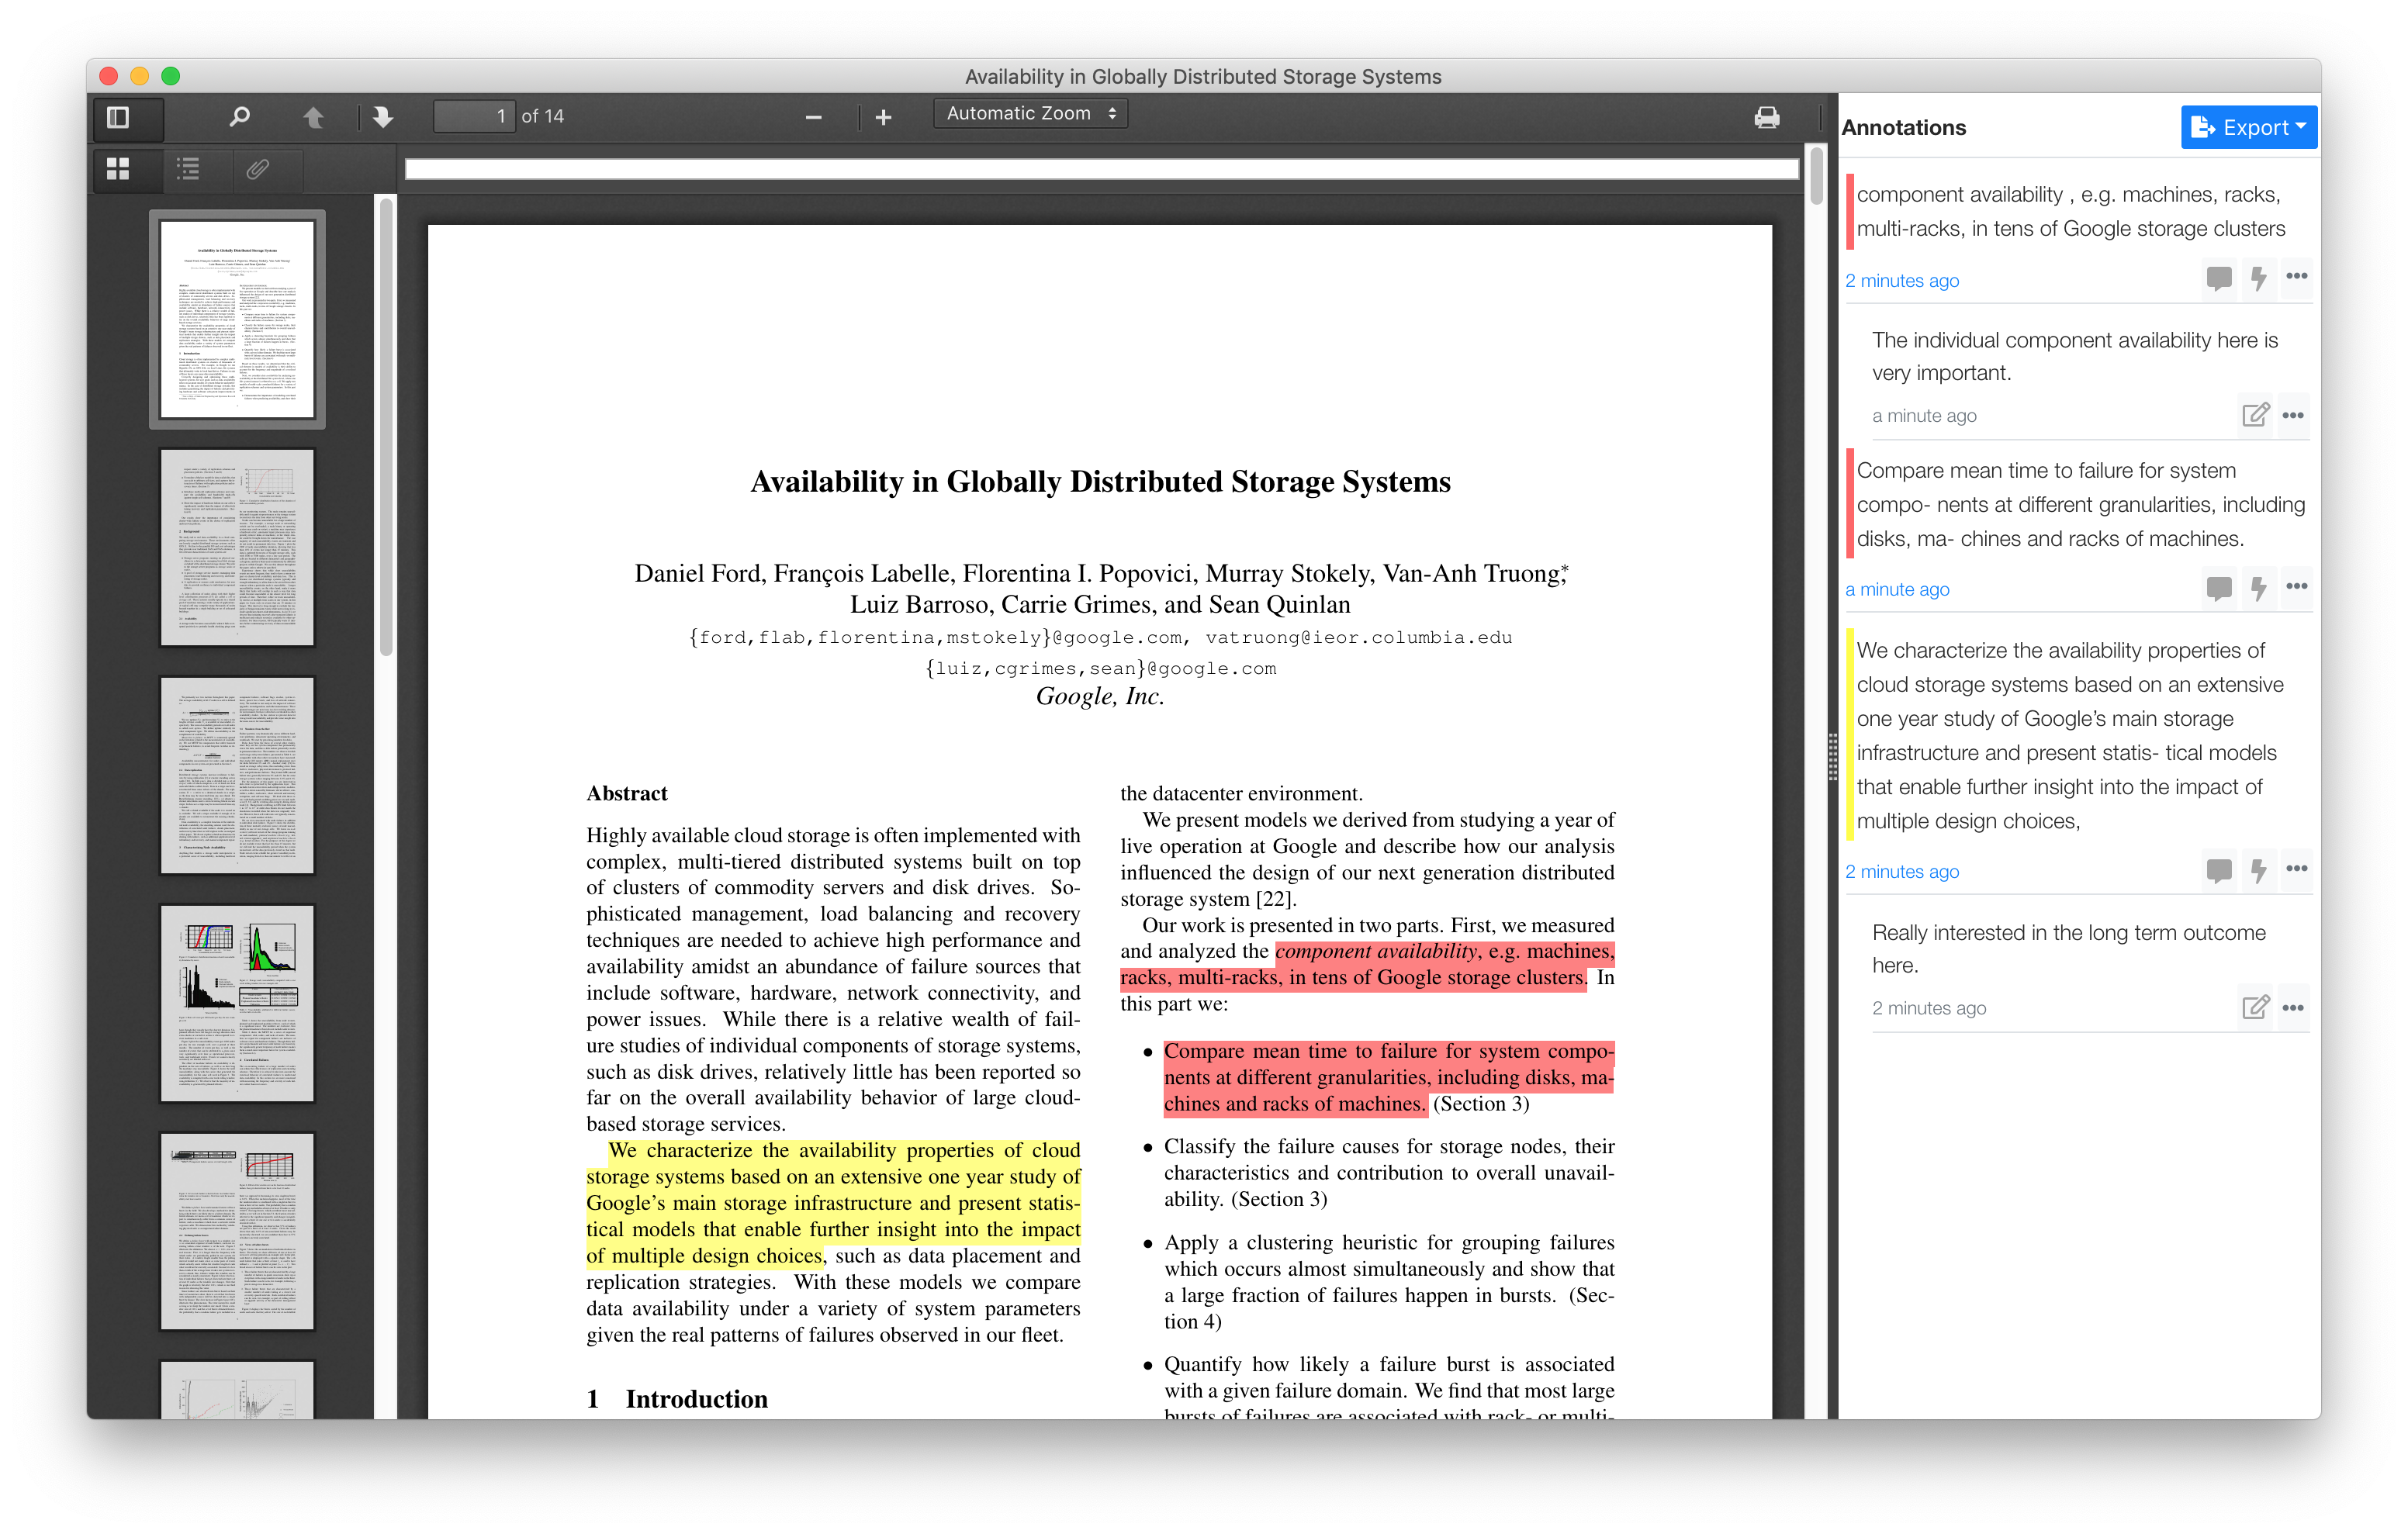 Availability in Globally Distributed Storage Systems
1 of 14
Automatic Zoom
Availability in Globally Distributed Storage Systems
Daniel Ford, François Labelle, Florentina I. Popovici, Murray Stokely, Van-Anh Truong,*
Luiz Barroso, Carrie Grimes, and Sean Quinlan
{ford,flab,florentina,mstokely}@google.com, vatruong@ieor.columbia.edu
{luiz,cgrimes,sean}@google.com
Google, Inc.
Abstract
Highly available cloud storage is often implemented with
complex, multi-tiered distributed systems built on top
of clusters of commodity servers and disk drives. So-
phisticated management, load balancing and recovery
techniques are needed to achieve high performance and
availability amidst an abundance of failure sources that
include software, hardware, network connectivity, and
power issues. While there is a relative wealth of fail-
ure studies of individual components of storage systems,
such as disk drives, relatively little has been reported so
far on the overall availability behavior of large cloud-
based storage services.
We characterize the availability properties of cloud
storage systems based on an extensive one year study of
Google's main storage infrastructure and present statis-
tical models that enable further insight into the impact
of multiple design choices, such as data placement and
replication strategies. With these models we compare
data availability under a variety of system parameters
given the real patterns of failures observed in our fleet.
1 Introduction
the datacenter environment.
We present models we derived from studying a year of
live operation at Google and describe how our analysis
influenced the design of our next generation distributed
storage system [22].
Our work is presented in two parts. First, we measured
and analyzed the component availability, e.g. machines,
racks, multi-racks, in tens of Google storage clusters. In
this part we:
• Compare mean time to failure for system compo-
nents at different granularities, including disks, ma-
chines and racks of machines. (Section 3)
• Classify the failure causes for storage nodes, their
characteristics and contribution to overall unavail-
ability. (Section 3)
• Apply a clustering heuristic for grouping failures
which occurs almost simultaneously and show that
a large fraction of failures happen in bursts. (Sec-
tion 4)
• Quantify how likely a failure burst is associated
with a given failure domain. We find that most large
bursts of failures are associated with rack- or multi-
Annotations
Export
component availability , e.g. machines, racks,
multi-racks, in tens of Google storage clusters
2 minutes ago
The individual component availability here is
very important.
a minute ago
Compare mean time to failure for system
compo- nents at different granularities, including
disks, ma- chines and racks of machines.
a minute ago
We characterize the availability properties of
cloud storage systems based on an extensive
one year study of Google's main storage
infrastructure and present statis- tical models
that enable further insight into the impact of
multiple design choices,
2 minutes ago
Really interested in the long term outcome
here.
2 minutes ago